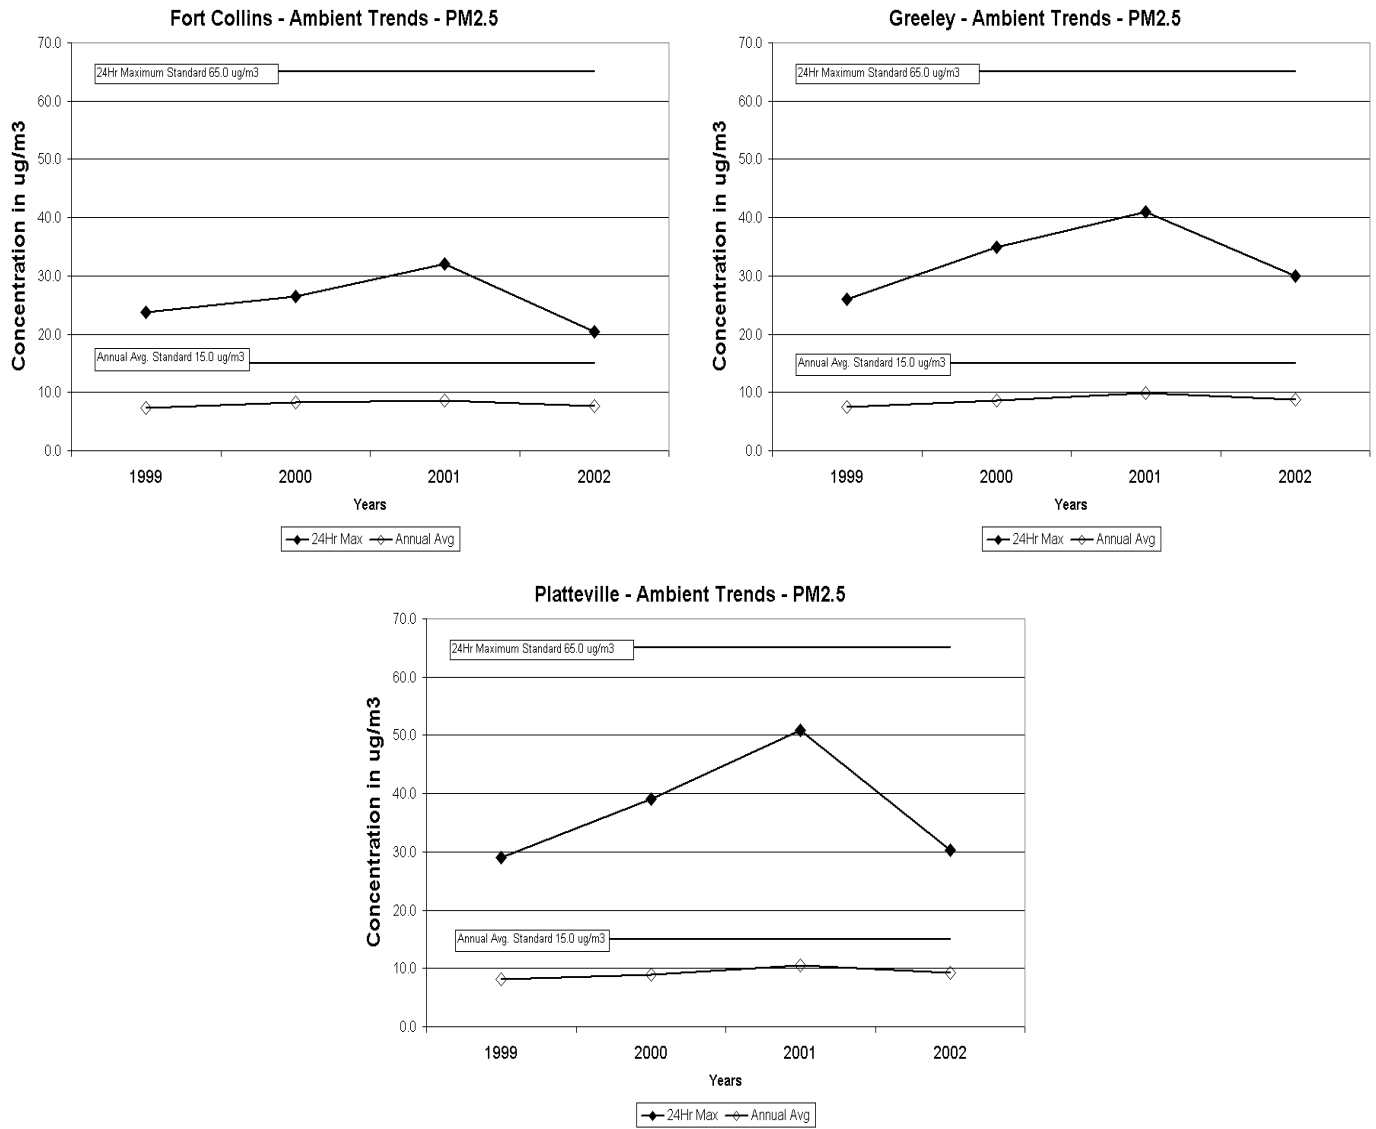 Fort Collins - Ambient Trends - PM2.5
70.0
24Hr Maximum Standard 65.0 ug/m3
60.0
50.0
40.0
30.0
20.0
Annual Avg. Standard 15.0 ug/m3
10.0
0.0
Concentration in ug/m3
1999 2000 2001 2002
Years
24Hr Max Annual Avg
Greeley - Ambient Trends - PM2.5
70.0
24Hr Maximum Standard 65.0 ug/m3
60.0
50.0
40.0
30.0
20.0
Annual Avg. Standard 15.0 ug/m3
10.0
0.0
Concentration in ug/m3
1999 2000 2001 2002
Years
24Hr Max Annual Avg
Platteville - Ambient Trends - PM2.5
70.0
24Hr Maximum Standard 65.0 ug/m3
60.0
50.0
40.0
30.0
20.0
Annual Avg. Standard 15.0 ug/m3
10.0
0.0
Concentration in ug/m3
1999 2000 2001 2002
Years
24Hr Max Annual Avg